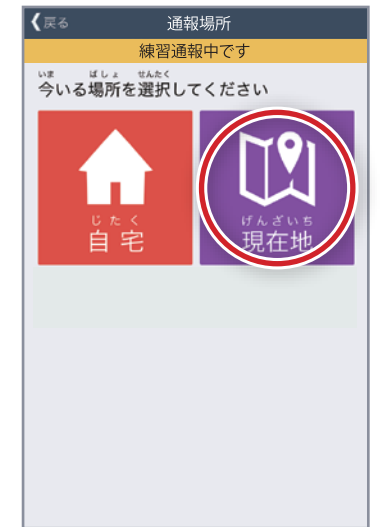 戻る
通報場所
練習通報中です
いま ばしょ せんたく
今いる場所を選択してください
じたく
自宅
げんざいち
現在地